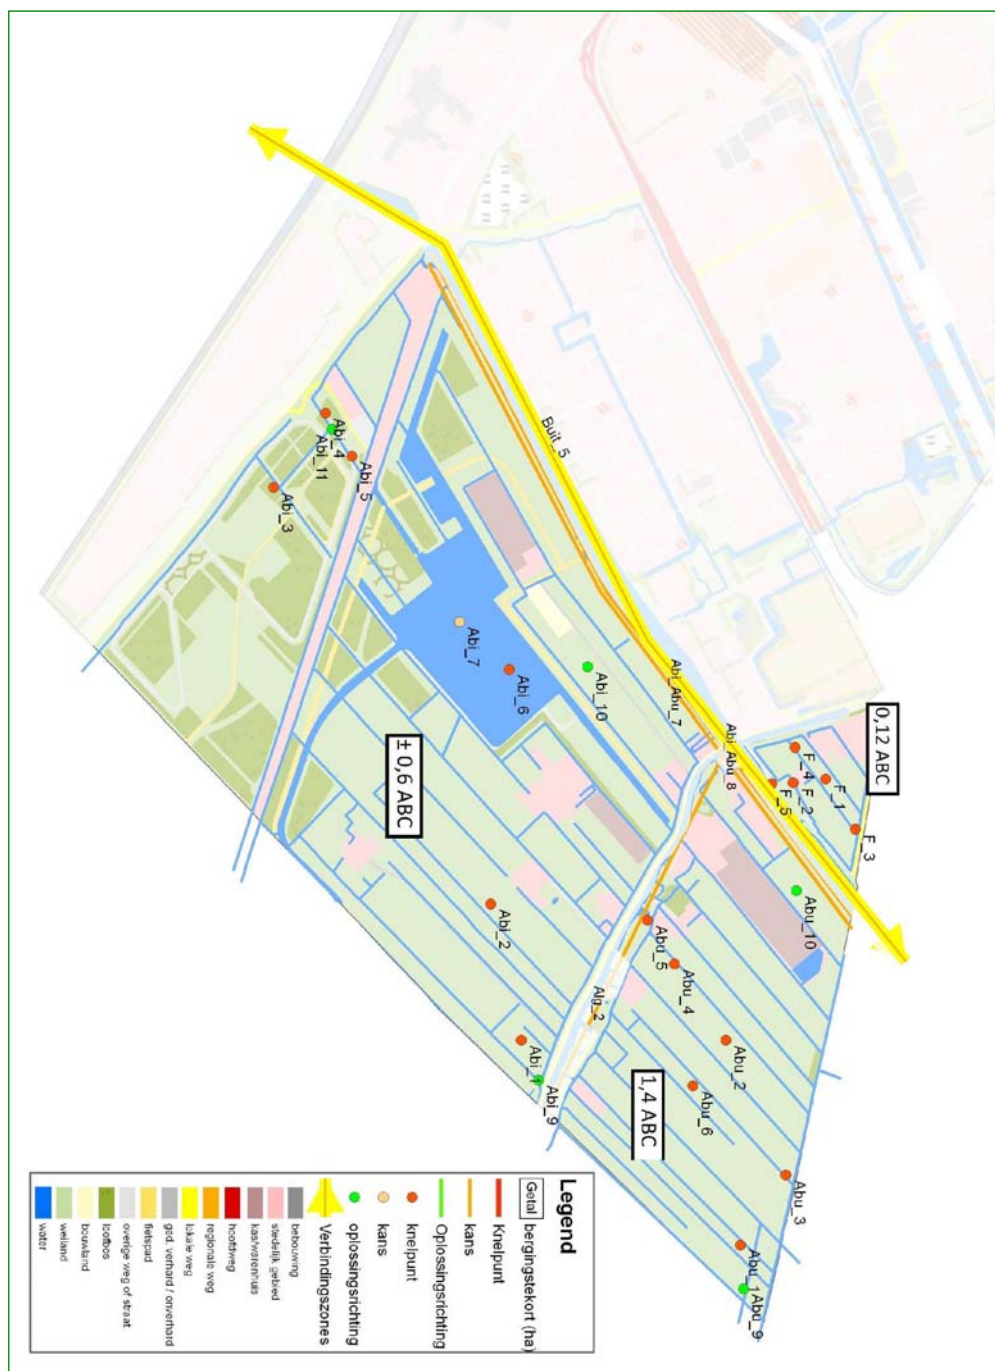 Buit_5
Abi_Abu_7
Abi_Abu_8
0,12 ABC
F_4
F_1
F_2
F_5
F_3
Abi_4
Abi_11
Abi_5
Abi_3
Abi_7
Abi_6
Abi_10
Abu_10
± 0,6 ABC
Abi_2
Abu_5
Abu_4
Alg_2
Abu_2
Abi_1
Abi_9
Abu_6
1,4 ABC
Abu_3
Abu_1
Abu_9
Legend
Getal bergingstekort (ha)
Knelpunt
kans
Oplossingsrichting
knelpunt
kans
oplossingsrichting
Verbindingszones
bebouwing
stedelijk gebied
kas/warenhuis
hoofdweg
regionale weg
lokale weg
ged. verhard / onverhard
fietspad
overige weg of straat
loofbos
bouwland
weiland
water